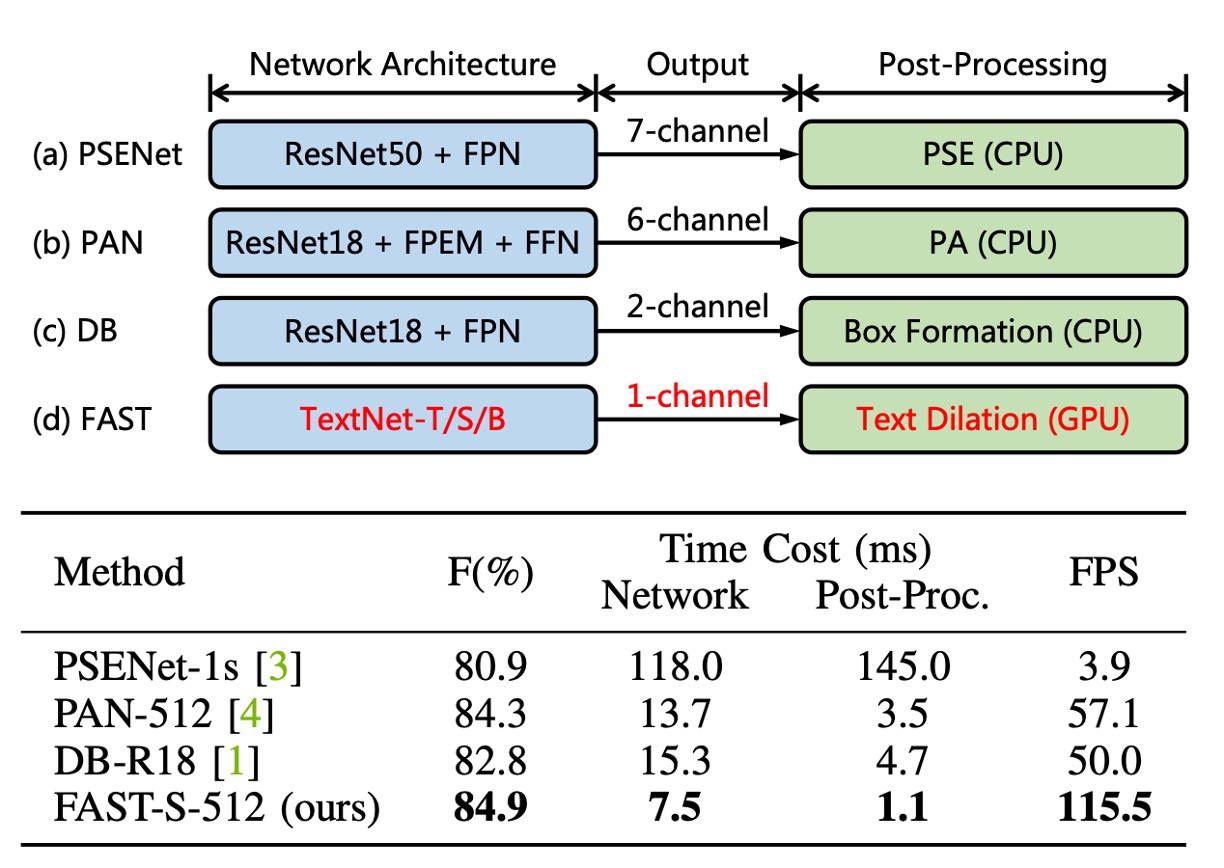 Network Architecture Output Post-Processing
(a) PSENet ResNet50 + FPN 7-channel PSE (CPU)
(b) PAN ResNet18 + FPEM + FFN 6-channel PA (CPU)
(c) DB ResNet18 + FPN 2-channel Box Formation (CPU)
(d) FAST TextNet-T/S/B 1-channel Text Dilation (GPU)
Method F(%) Time Cost (ms) FPS
Network Post-Proc.
PSENet-1s [3] 80.9 118.0 145.0 3.9
PAN-512 [4] 84.3 13.7 3.5 57.1
DB-R18 [1] 82.8 15.3 4.7 50.0
FAST-S-512 (ours) 84.9 7.5 1.1 115.5